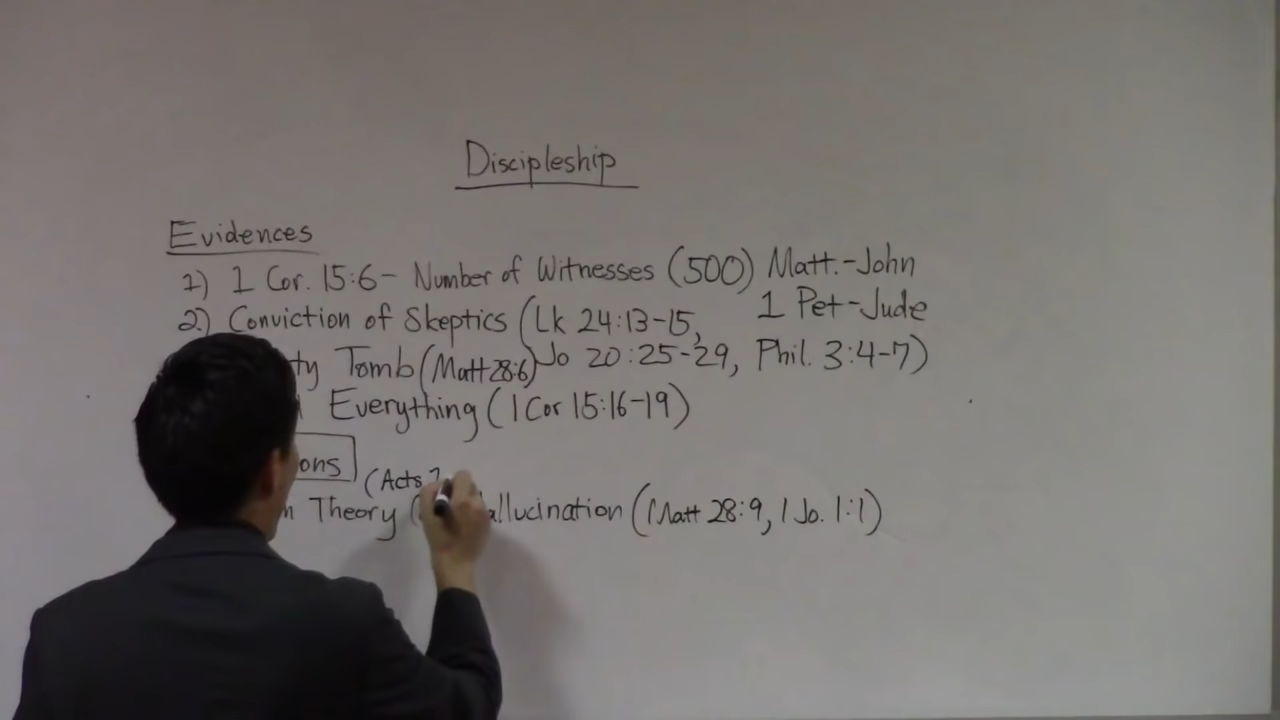 Discipleship
Evidences
1) 1 Cor. 15:6- Number of Witnesses (500) Matt.-John
1 Pet-Jude
2) Conviction of Skeptics (Lk 24:13-15,
Jo 20:25-29, Phil. 3:4-7)
ty Tomb (Matt 28:6)
Everything (1 Cor 15:16-19)
ons
(Acts
n Theory (allucination (Matt 28:9, 1 Jo. 1:1)